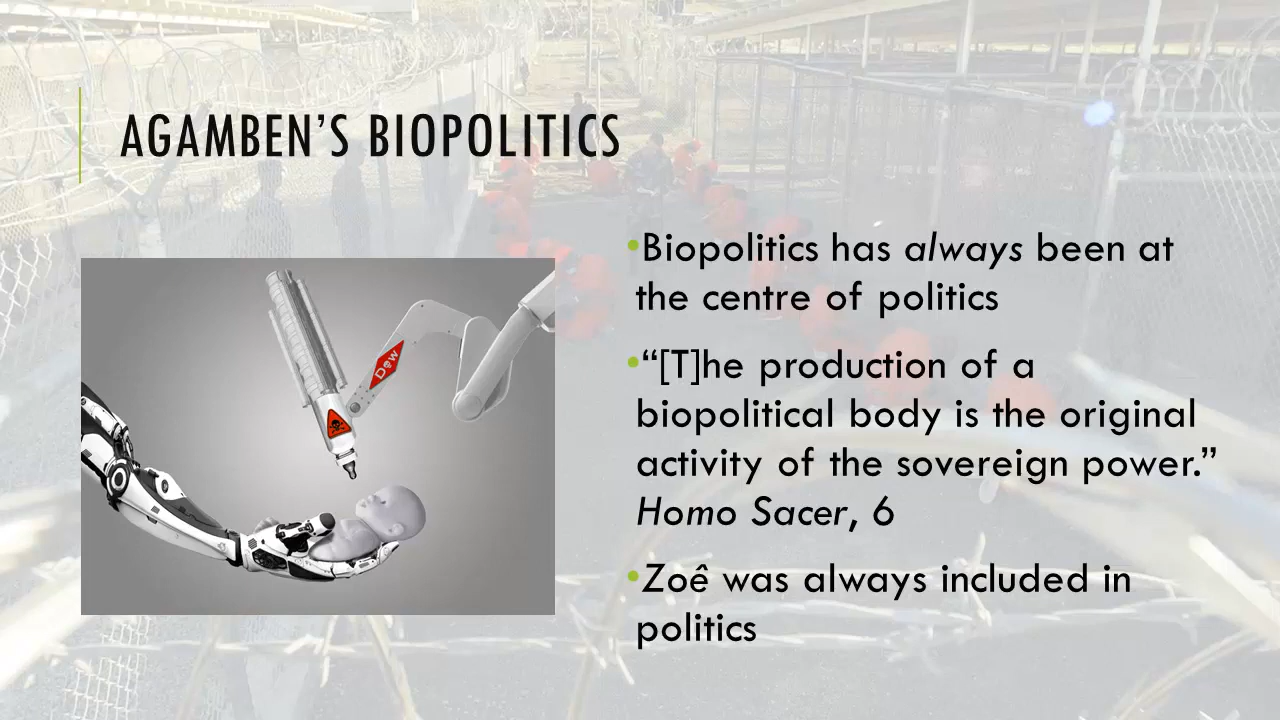 AGAMBEN’S BIOPOLITICS
•Biopolitics has always been at
the centre of politics
•“[T]he production of a
biopolitical body is the original
activity of the sovereign power.”
Homo Sacer, 6
•Zoê was always included in
politics
Dow